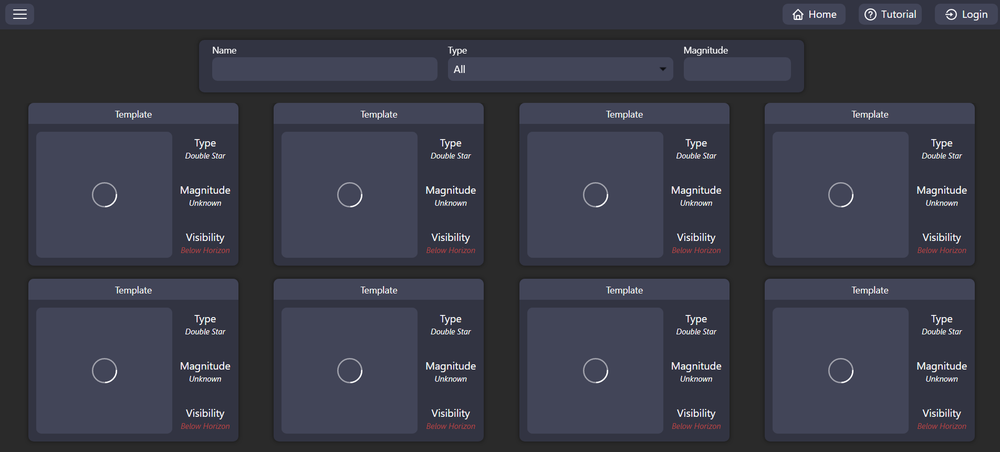 Home Tutorial Login
Name Type Magnitude
All
Template Template Template Template
Type Type Type Type
Double Star Double Star Double Star Double Star
Magnitude Magnitude Magnitude Magnitude
Unknown Unknown Unknown Unknown
Visibility Visibility Visibility Visibility
Below Horizon Below Horizon Below Horizon Below Horizon
Template Template Template Template
Type Type Type Type
Double Star Double Star Double Star Double Star
Magnitude Magnitude Magnitude Magnitude
Unknown Unknown Unknown Unknown
Visibility Visibility Visibility Visibility
Below Horizon Below Horizon Below Horizon Below Horizon